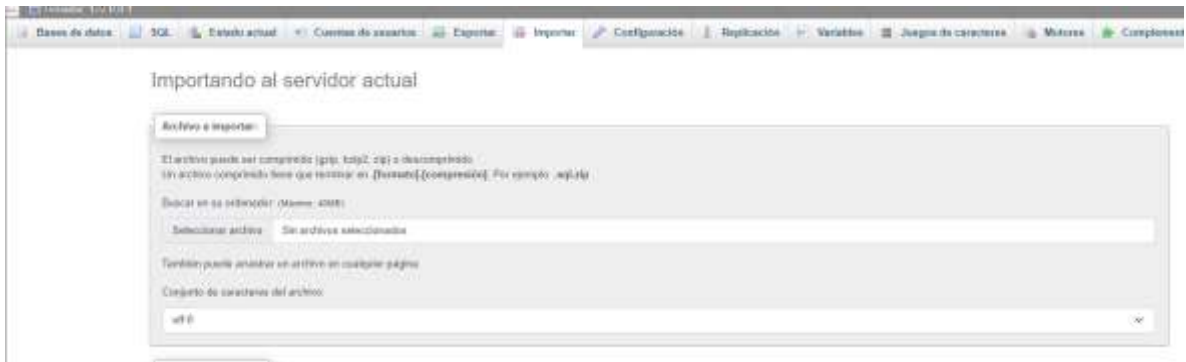 Bases de datos SQL Estado actual Cuentas de usuarios Exportar Importar Configuración Replicación Variables Juegos de caracteres Motores Complement
Importando al servidor actual
Archivo a importar:
El archivo puede ser comprimido (gzip, bzip2, zip) o descomprimido.
Un archivo comprimido tiene que terminar en .[formato].[compresión]. Por ejemplo: .sql.zip
Buscar en su ordenador: (Máximo: 40MB)
Seleccionar archivo Sin archivos seleccionados
También puede arrastrar un archivo en cualquier página.
Conjunto de caracteres del archivo:
utf-8